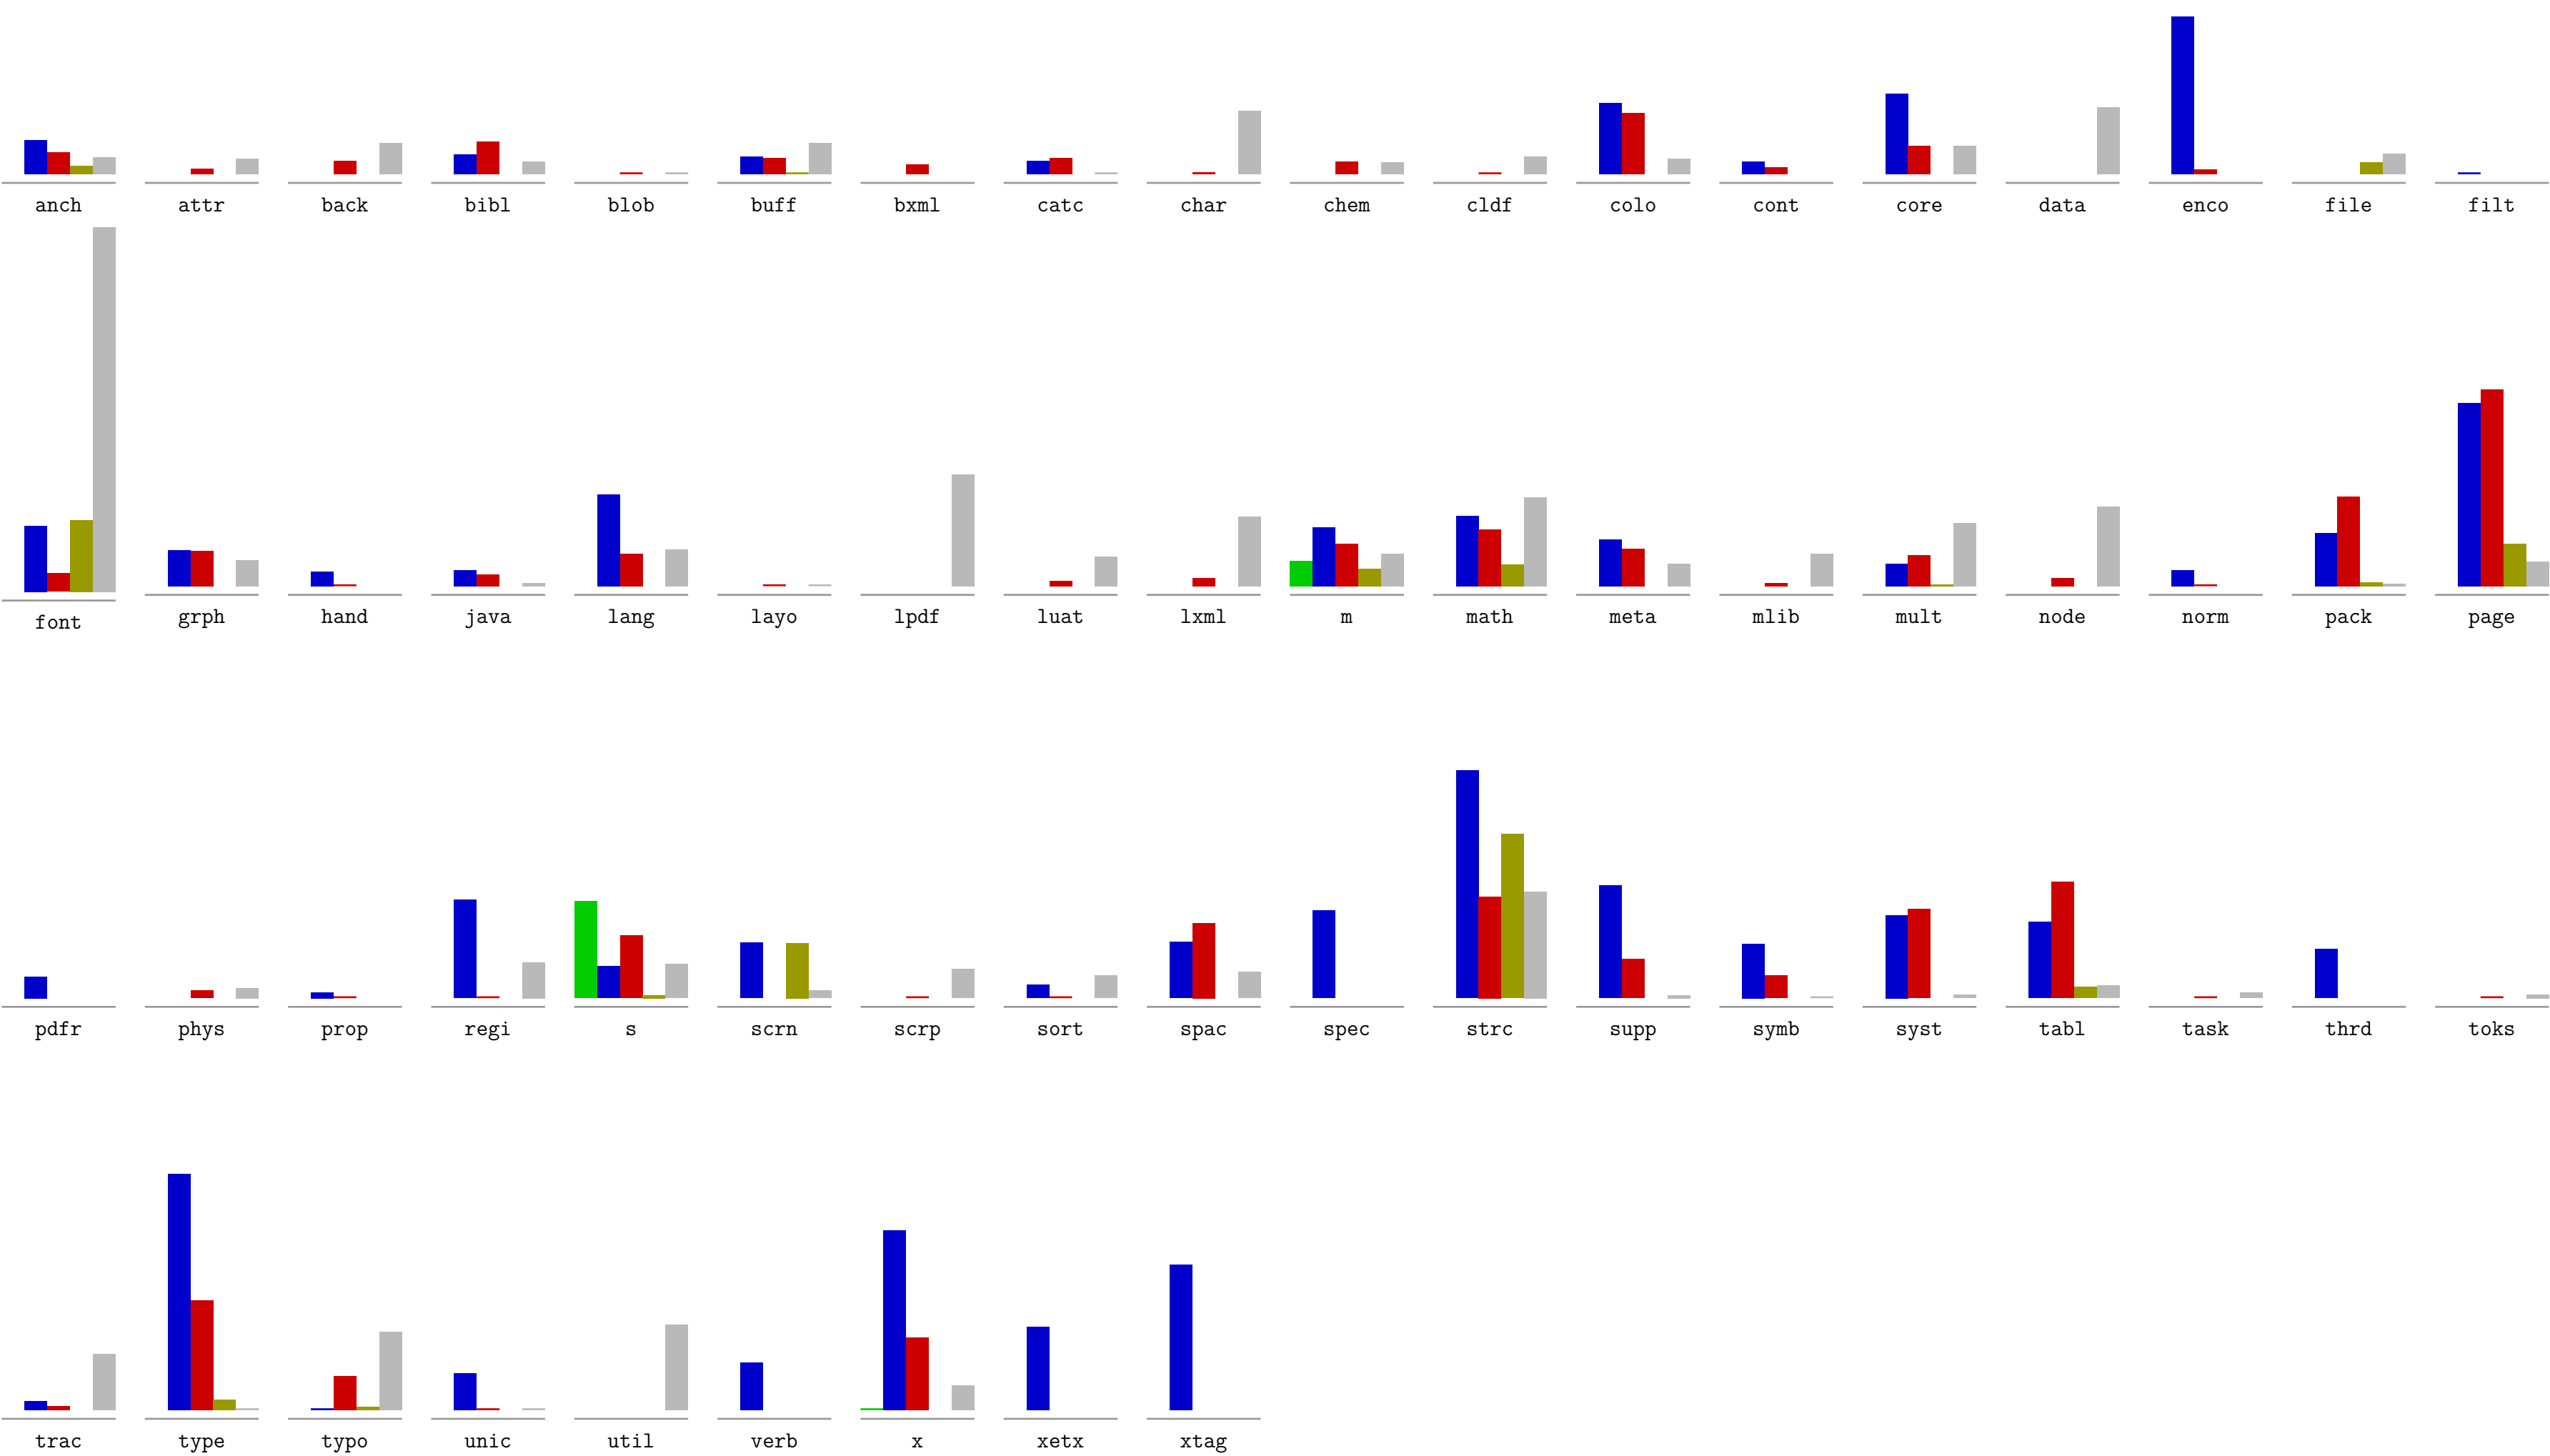 anch attr back bibl blob buff bxml catc char chem cldf colo cont core data enco file filt
font grph hand java lang layo lpdf luat lxml m math meta mlib mult node norm pack page
pdfr phys prop regi s scrn scrp sort spac spec strc supp symb syst tabl task thrd toks
trac type typo unic util verb x xetx xtag